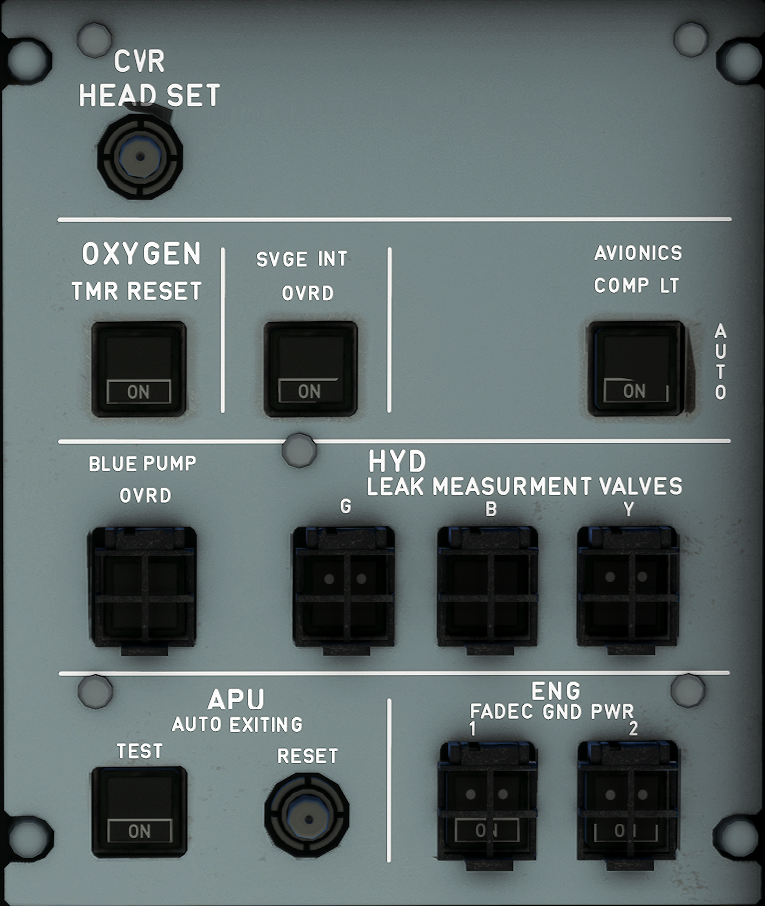 CVR
HEAD SET
OXYGEN
TMR RESET
ON
SVGE INT
OVRD
ON
AVIONICS
COMP LT
ON
AUTO
BLUE PUMP
OVRD
HYD
LEAK MEASURMENT VALVES
G B Y
APU
AUTO EXITING
TEST
ON
RESET
ENG
FADEC GND PWR
1 2
ON ON